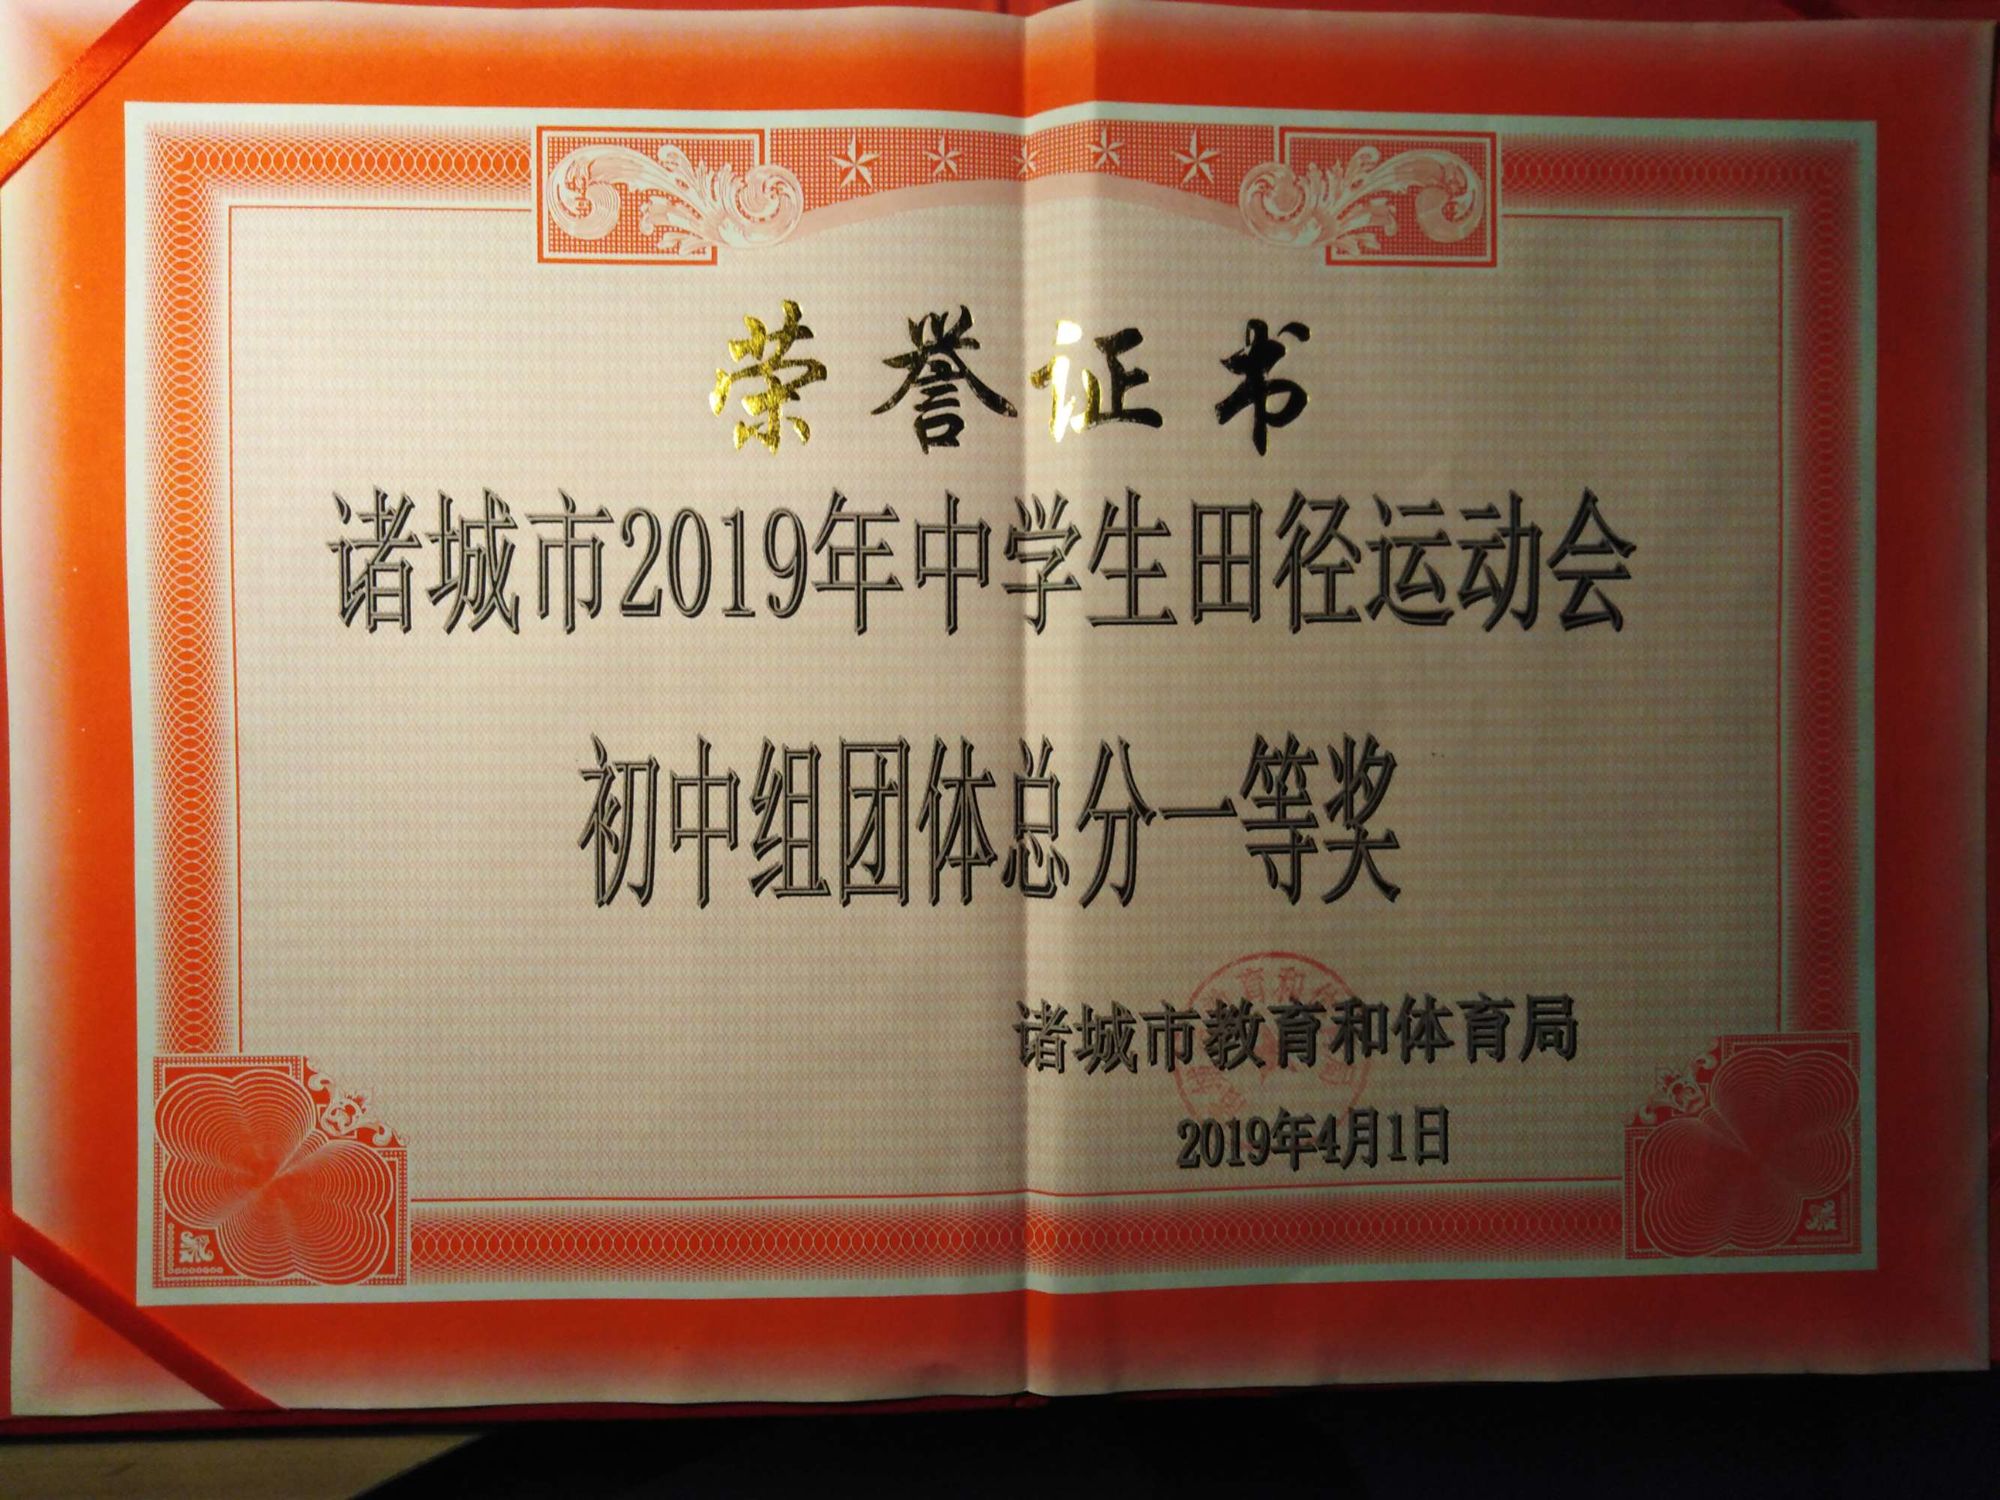 荣誉证书
诸城市2019年中学生田径运动会
初中组团体总分一等奖
诸城市教育和体育局
2019年4月1日